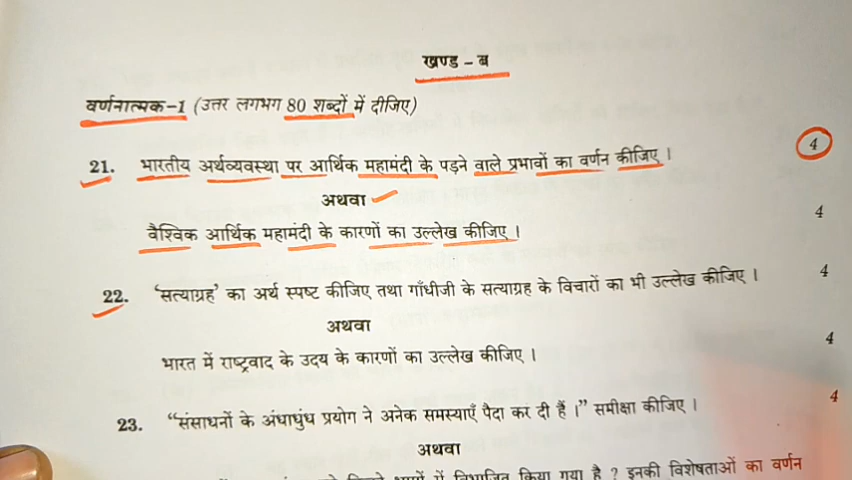 खण्ड – ब
वर्णनात्मक–1 (उत्तर लगभग 80 शब्दों में दीजिए)
21. भारतीय अर्थव्यवस्था पर आर्थिक महामंदी के पड़ने वाले प्रभावों का वर्णन कीजिए । 4
अथवा
वैश्विक आर्थिक महामंदी के कारणों का उल्लेख कीजिए । 4
22. 'सत्याग्रह' का अर्थ स्पष्ट कीजिए तथा गाँधीजी के सत्याग्रह के विचारों का भी उल्लेख कीजिए । 4
अथवा
भारत में राष्ट्रवाद के उदय के कारणों का उल्लेख कीजिए । 4
23. "संसाधनों के अंधाधुंध प्रयोग ने अनेक समस्याएँ पैदा कर दी हैं ।" समीक्षा कीजिए । 4
अथवा
में विभाजित किया गया है ? इनकी विशेषताओं का वर्णन